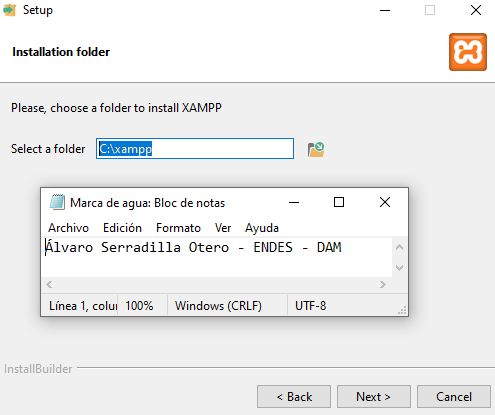 Setup
Installation folder
Please, choose a folder to install XAMPP
Select a folder C:\xampp
Marca de agua: Bloc de notas
Archivo Edición Formato Ver Ayuda
Álvaro Serradilla Otero - ENDES - DAM
Línea 1, colu 100% Windows (CRLF) UTF-8
InstallBuilder
< Back Next > Cancel